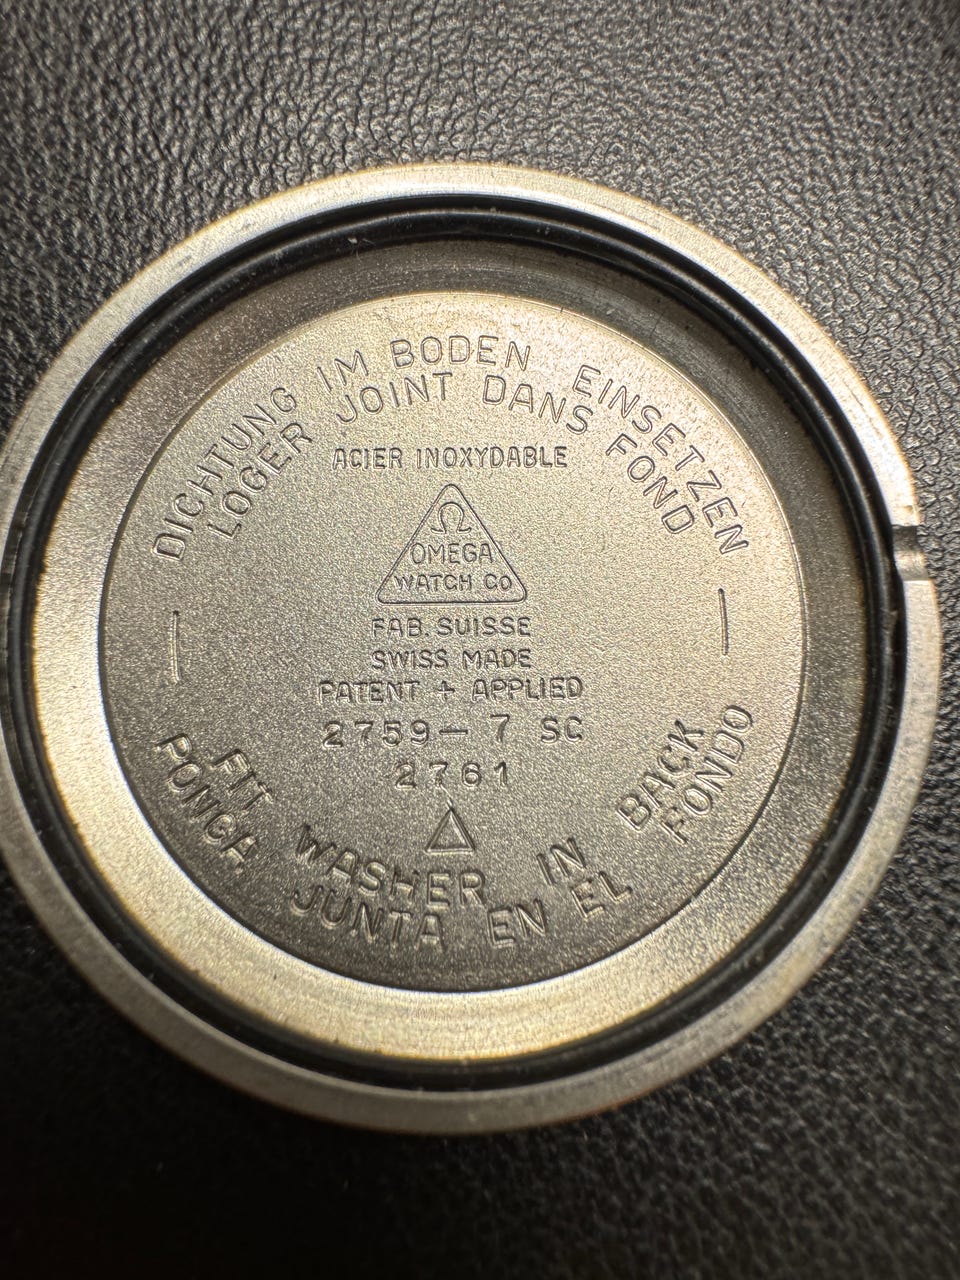 DICHTUNG IM BODEN EINSETZEN
LOGER JOINT DANS FOND
ACIER INOXYDABLE
Ω
OMEGA
WATCH CO
FAB. SUISSE
SWISS MADE
PATENT + APPLIED
2759 - 7 SC
2761
FIT WASHER IN BACK
PONGA JUNTA EN EL FONDO